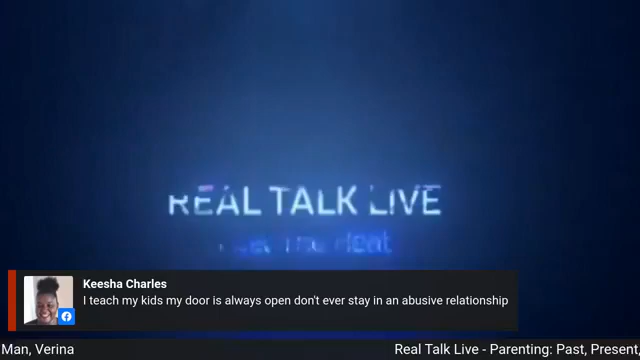 REAL TALK LIVE
Keesha Charles
I teach my kids my door is always open don't ever stay in an abusive relationship
Man, Verina
Real Talk Live - Parenting: Past, Present,